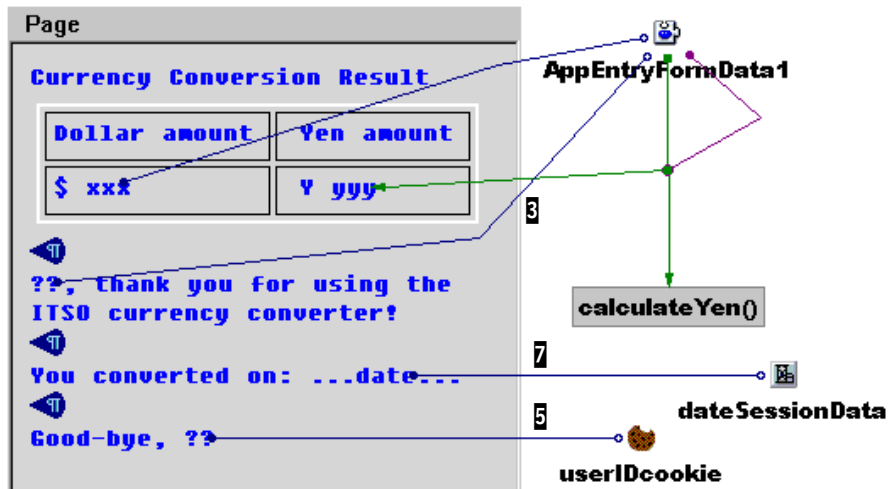 Page
Currency Conversion Result
Dollar amount
Yen amount
$ xxx
Y yyy
??, thank you for using the
ITSO currency converter!
You converted on: ...date...
Good-bye, ??
AppEntryFormData1
3
calculateYen()
7
dateSessionData
5
userIDcookie